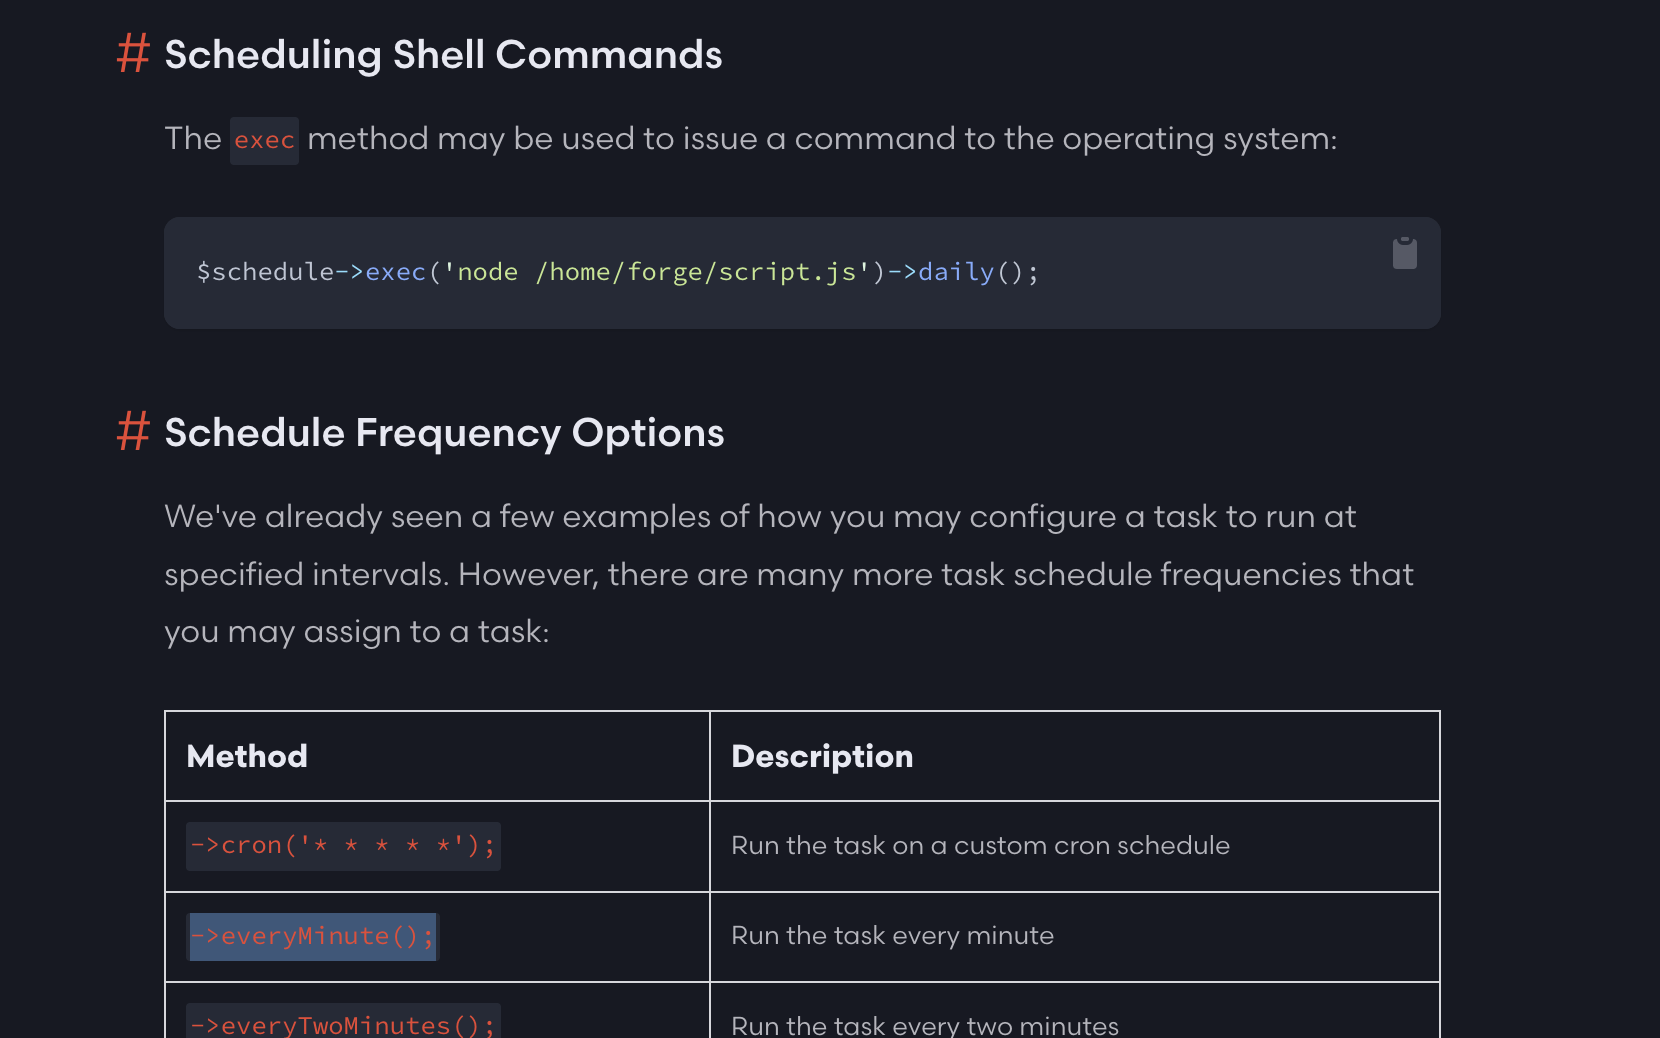 # Scheduling Shell Commands
The exec method may be used to issue a command to the operating system:
$schedule->exec('node /home/forge/script.js')->daily();
# Schedule Frequency Options
We've already seen a few examples of how you may configure a task to run at
specified intervals. However, there are many more task schedule frequencies that
you may assign to a task:
Method Description
->cron('* * * * *'); Run the task on a custom cron schedule
->everyMinute(); Run the task every minute
->everyTwoMinutes(); Run the task every two minutes